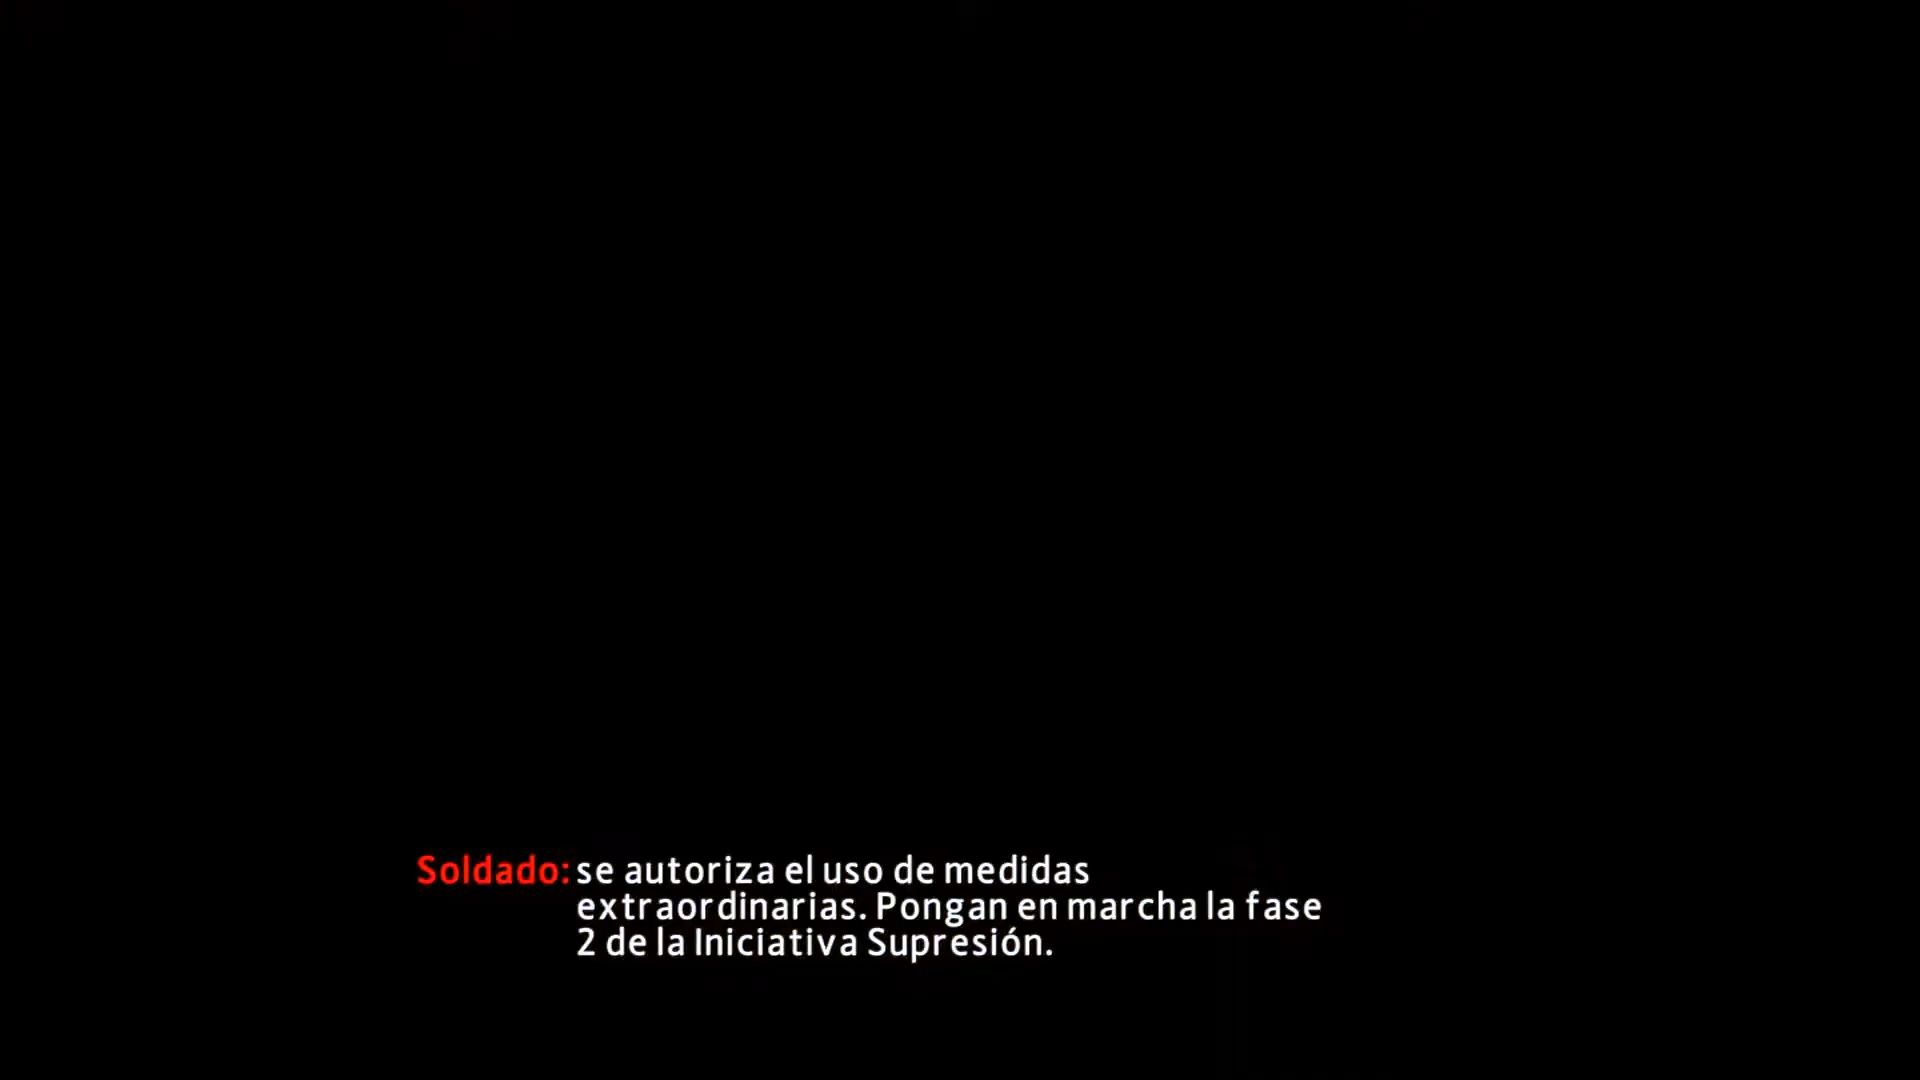 Soldado: se autoriza el uso de medidas
extraordinarias. Pongan en marcha la fase
2 de la Iniciativa Supresión.